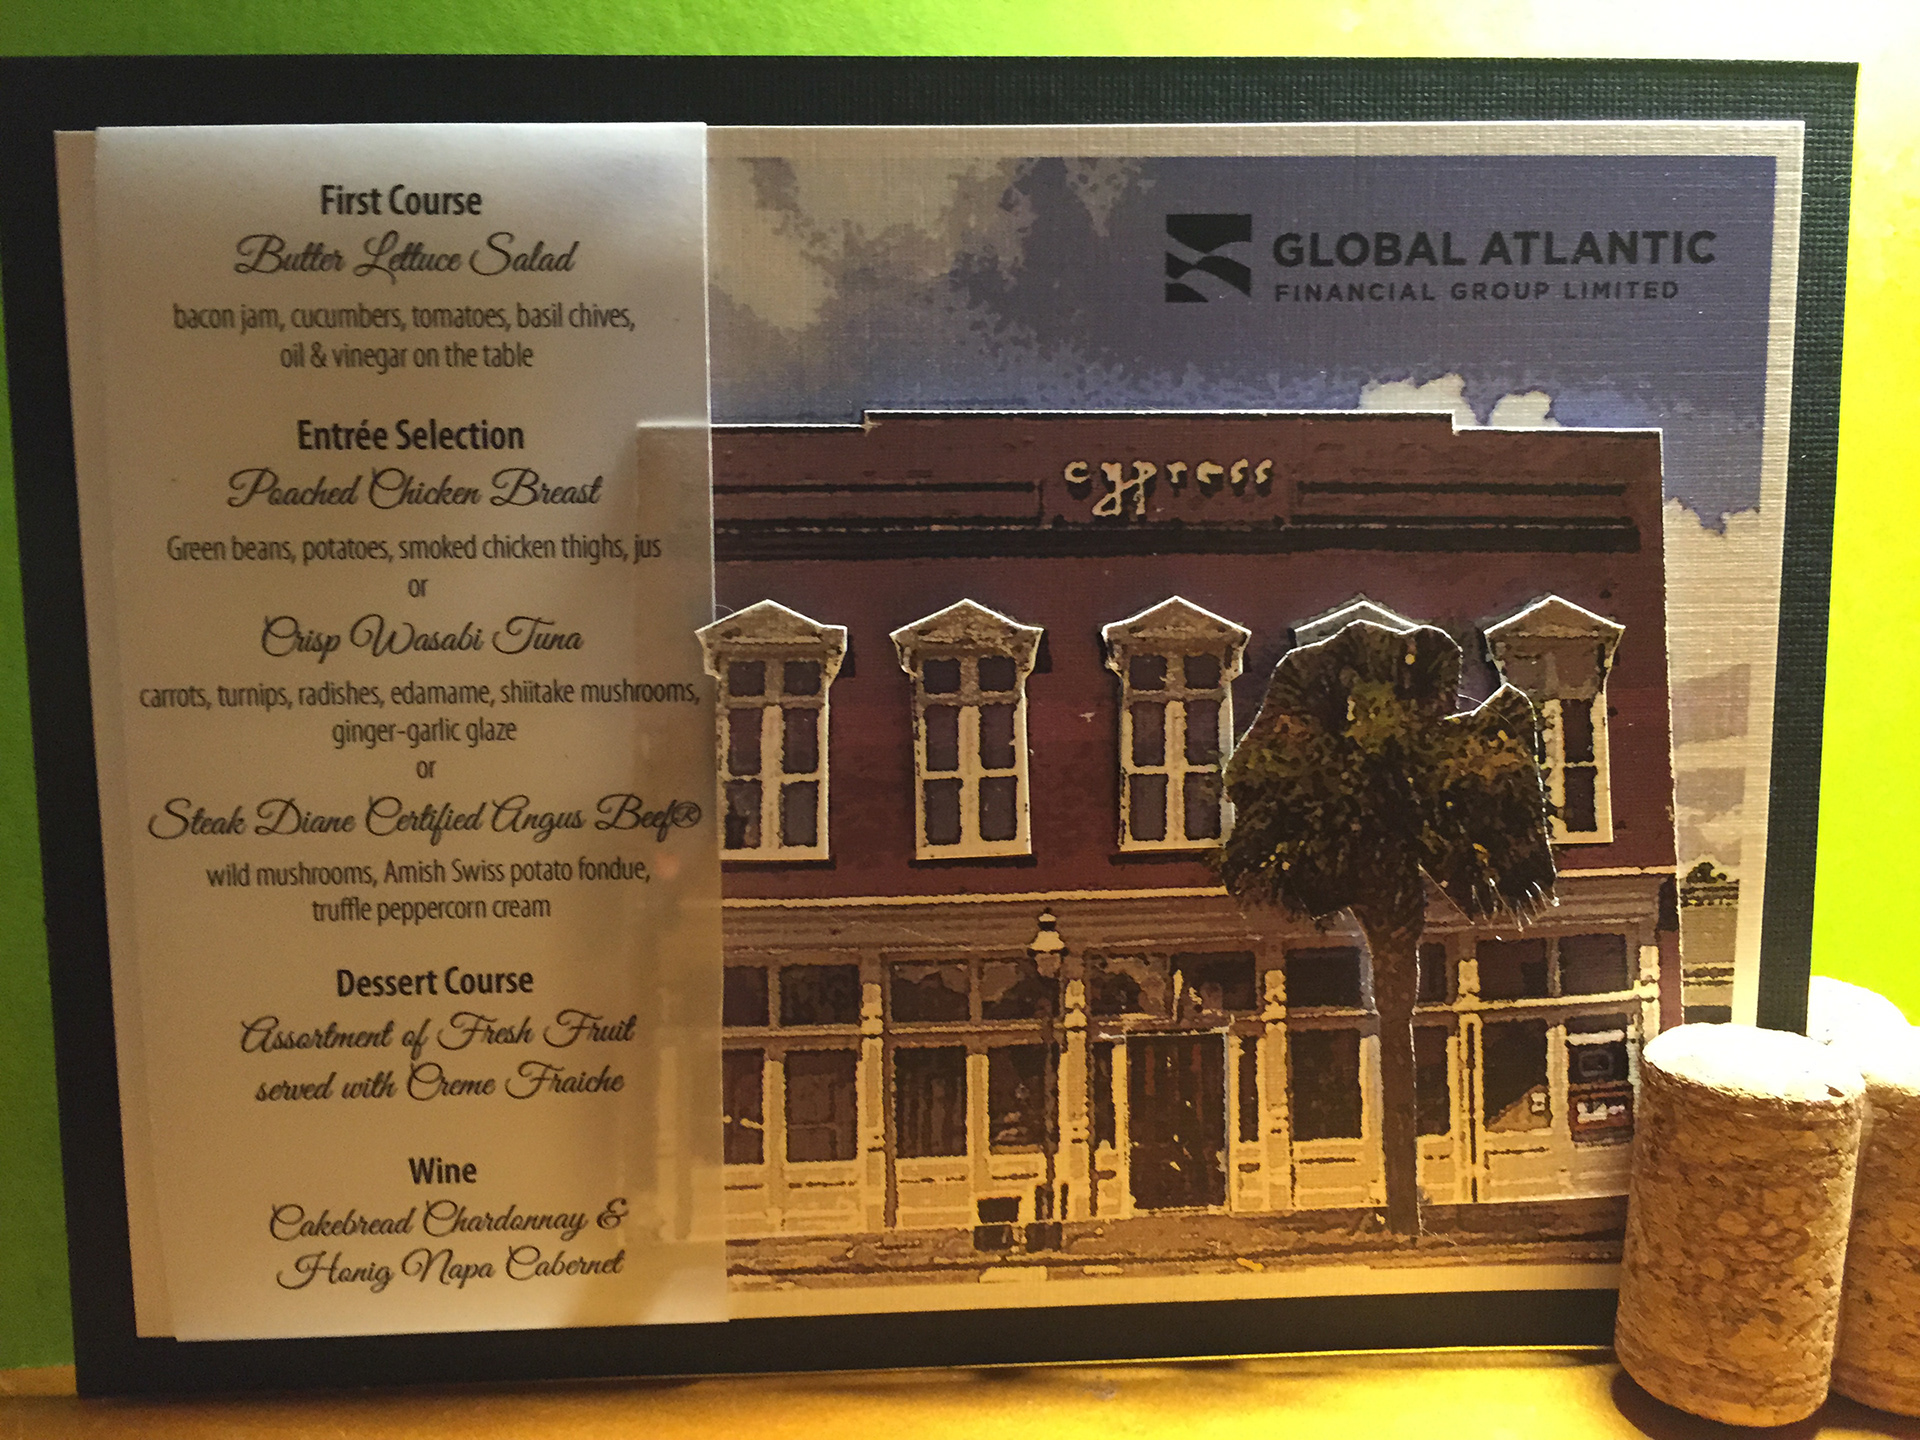 First Course
Butter Lettuce Salad
bacon jam, cucumbers, tomatoes, basil chives,
oil & vinegar on the table
Entrée Selection
Poached Chicken Breast
Green beans, potatoes, smoked chicken thighs, jus
or
Crisp Wasabi Tuna
carrots, turnips, radishes, edamame, shiitake mushrooms,
ginger-garlic glaze
or
Steak Diane Certified Angus Beef®
wild mushrooms, Amish Swiss potato fondue,
truffle peppercorn cream
Dessert Course
Assortment of Fresh Fruit
served with Creme Fraiche
Wine
Cakebread Chardonnay &
Honig Napa Cabernet
GLOBAL ATLANTIC
FINANCIAL GROUP LIMITED
cypress